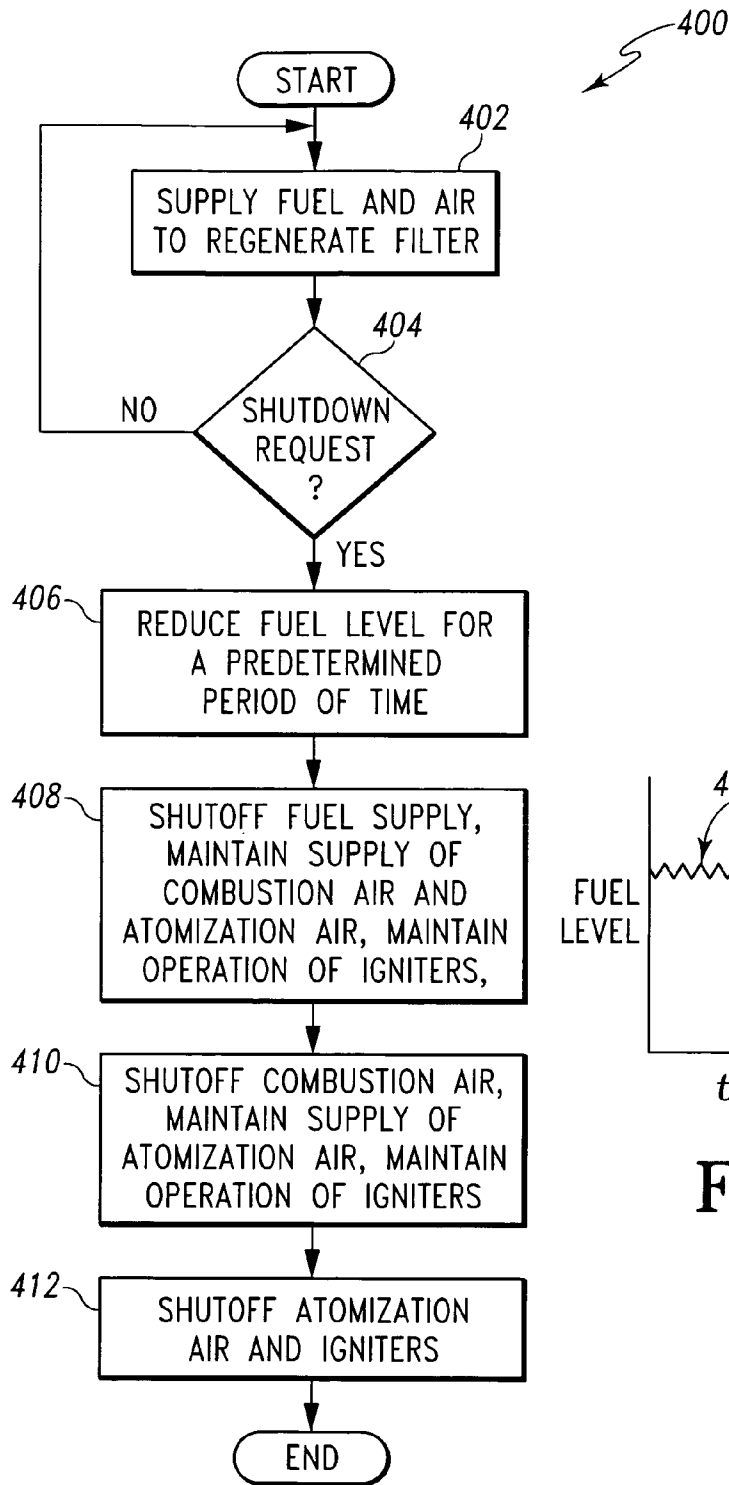 400
START
402
SUPPLY FUEL AND AIR
TO REGENERATE FILTER
404
SHUTDOWN
REQUEST
?
NO
YES
406
REDUCE FUEL LEVEL FOR
A PREDETERMINED
PERIOD OF TIME
408
SHUTOFF FUEL SUPPLY,
MAINTAIN SUPPLY OF
COMBUSTION AIR AND
ATOMIZATION AIR, MAINTAIN
OPERATION OF IGNITERS,
410
SHUTOFF COMBUSTION AIR,
MAINTAIN SUPPLY OF
ATOMIZATION AIR, MAINTAIN
OPERATION OF IGNITERS
412
SHUTOFF ATOMIZATION
AIR AND IGNITERS
END
4
FUEL
LEVEL
t
F